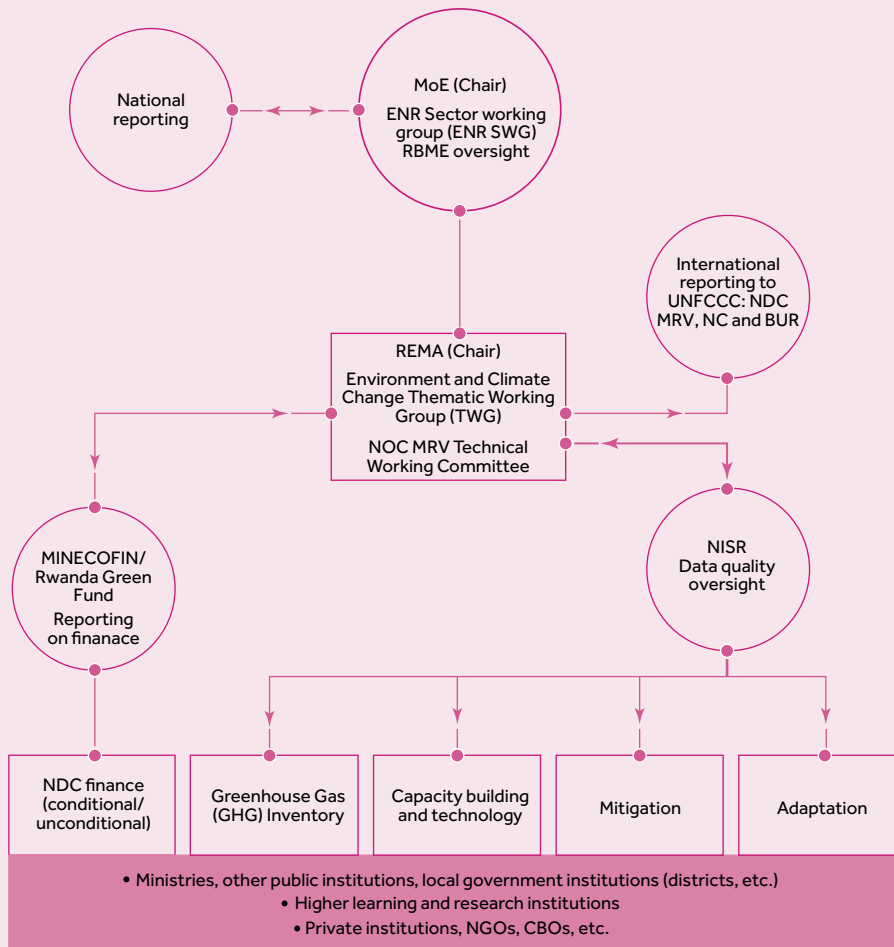 National
reporting
MoE (Chair)
ENR Sector working
group (ENR SWG)
RBME oversight
International
reporting to
UNFCCC: NDC
MRV, NC and BUR
REMA (Chair)
Environment and Climate
Change Thematic Working
Group (TWG)
NOC MRV Technical
Working Committee
MINECOFIN/
Rwanda Green
Fund
Reporting
on finanace
NISR
Data quality
oversight
NDC finance
(conditional/
unconditional)
Greenhouse Gas
(GHG) Inventory
Capacity building
and technology
Mitigation
Adaptation
• Ministries, other public institutions, local government institutions (districts, etc.)
• Higher learning and research institutions
• Private institutions, NGOs, CBOs, etc.